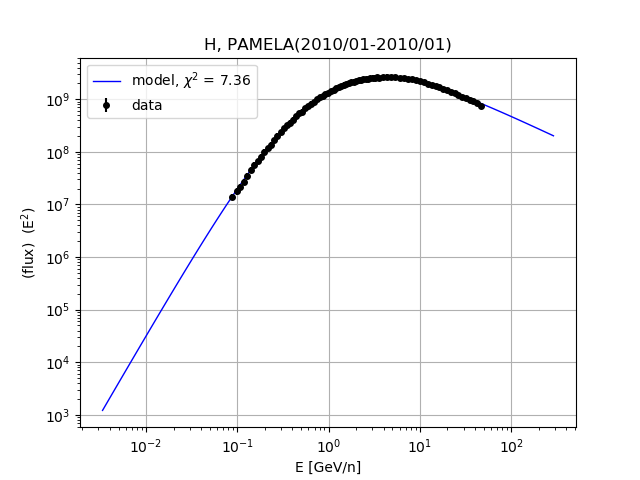 H, PAMELA(2010/01-2010/01)
model, χ² = 7.36
data
(flux) (E²)
10⁹
10⁸
10⁷
10⁶
10⁵
10⁴
10³
10⁻² 10⁻¹ 10⁰ 10¹ 10²
E [GeV/n]